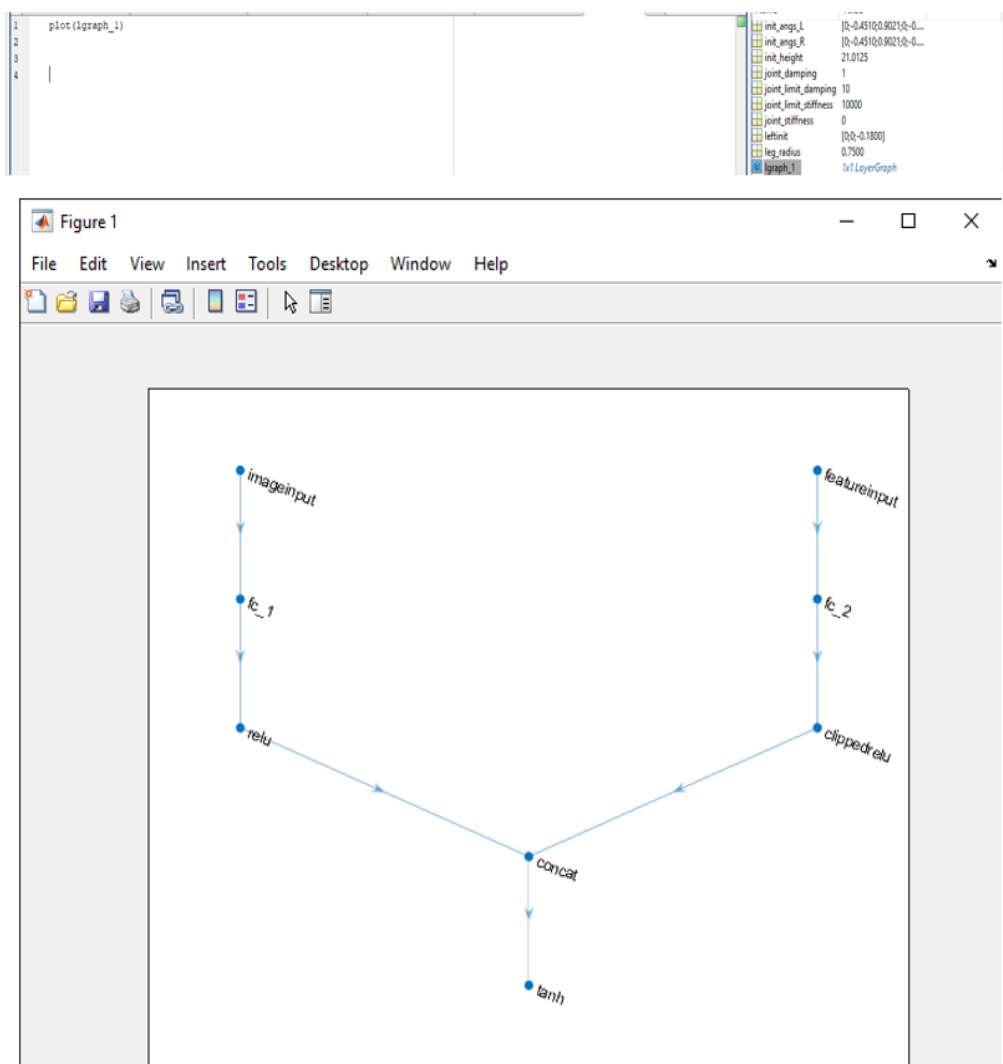 1 plot(lgraph_1)
2
3
4
init_angs_L [0;-0.4510;0.9021;0;-0....
init_angs_R [0;-0.4510;0.9021;0;-0....
init_height 21.0125
joint_damping 1
joint_limit_damping 10
joint_limit_stiffness 10000
joint_stiffness 0
leftinit [0;0;-0.1800]
leg_radius 0.7500
lgraph_1 1x1 LayerGraph
Figure 1
File Edit View Insert Tools Desktop Window Help
imageinput
featureinput
fc_1
fc_2
relu
clippedrelu
concat
tanh